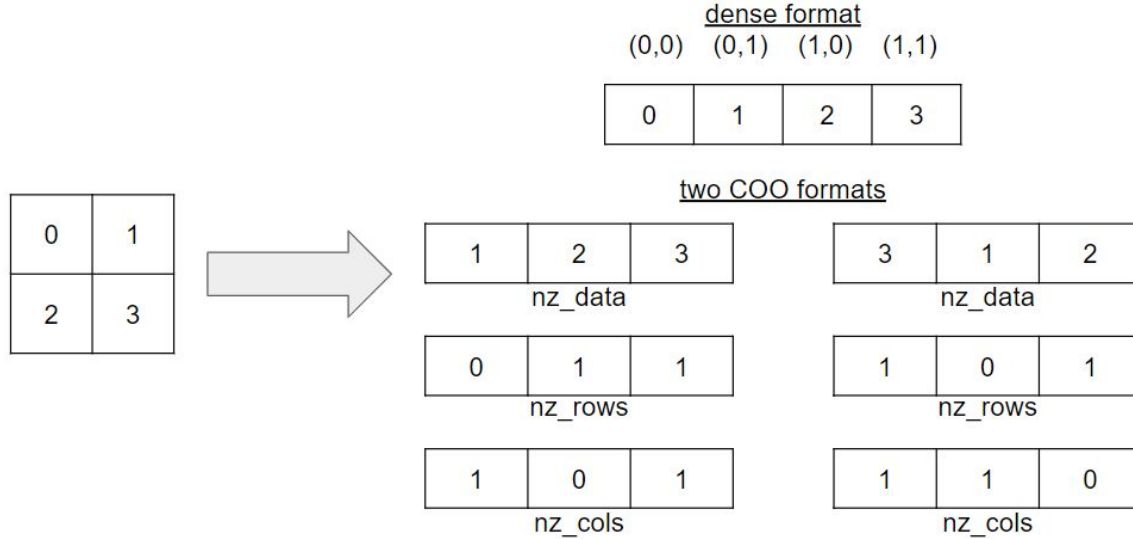 dense format
(0,0) (0,1) (1,0) (1,1)
0 1 2 3
two COO formats
0 1
2 3
1 2 3
nz_data
0 1 1
nz_rows
1 0 1
nz_cols
3 1 2
nz_data
1 0 1
nz_rows
1 1 0
nz_cols